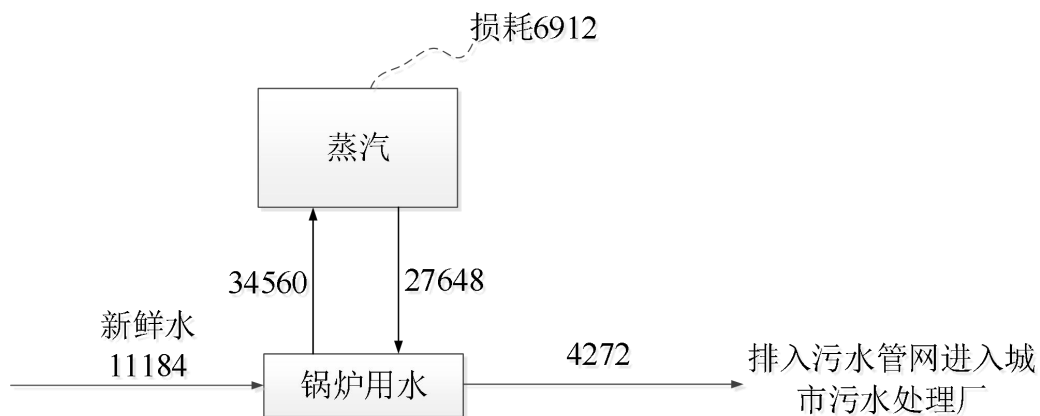 损耗6912
蒸汽
34560
27648
新鲜水
11184
锅炉用水
4272
排入污水管网进入城
市污水处理厂